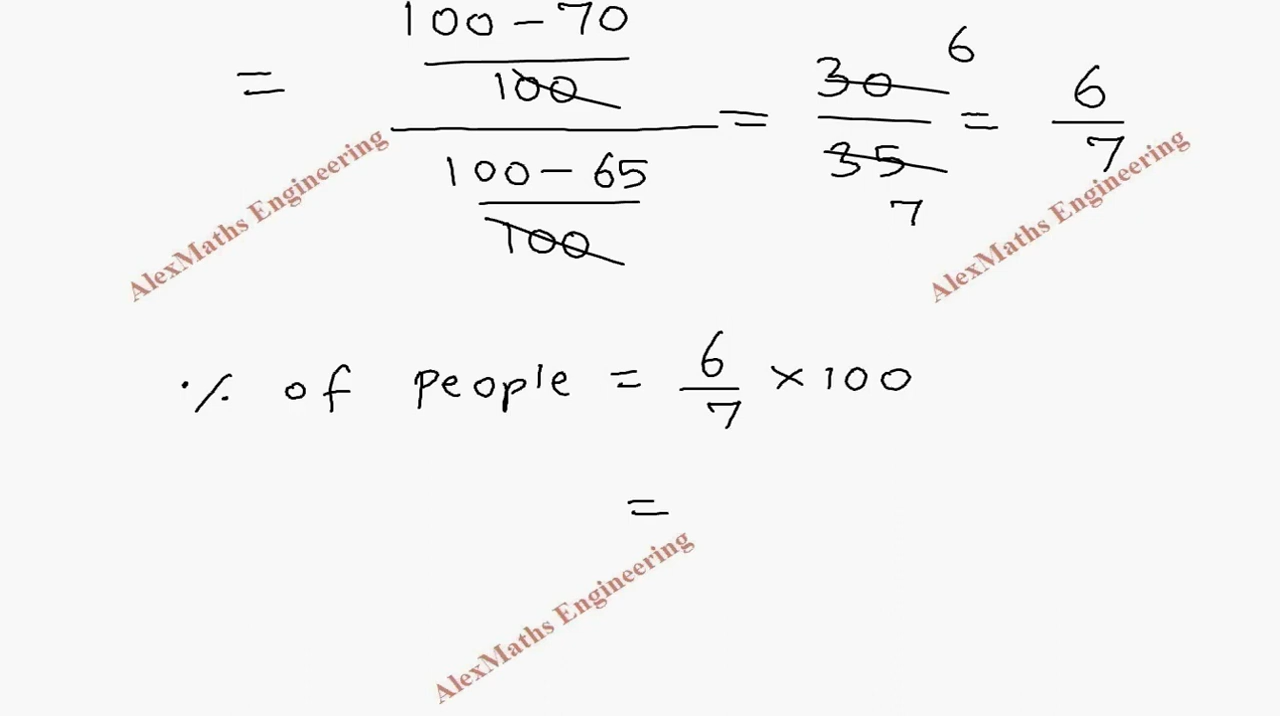 = (100 - 70)/100 / (100 - 65)/100 = 30/35 6 7 = 6/7
AlexMaths Engineering AlexMaths Engineering
·/. of people = 6/7 × 100
=
AlexMaths Engineering